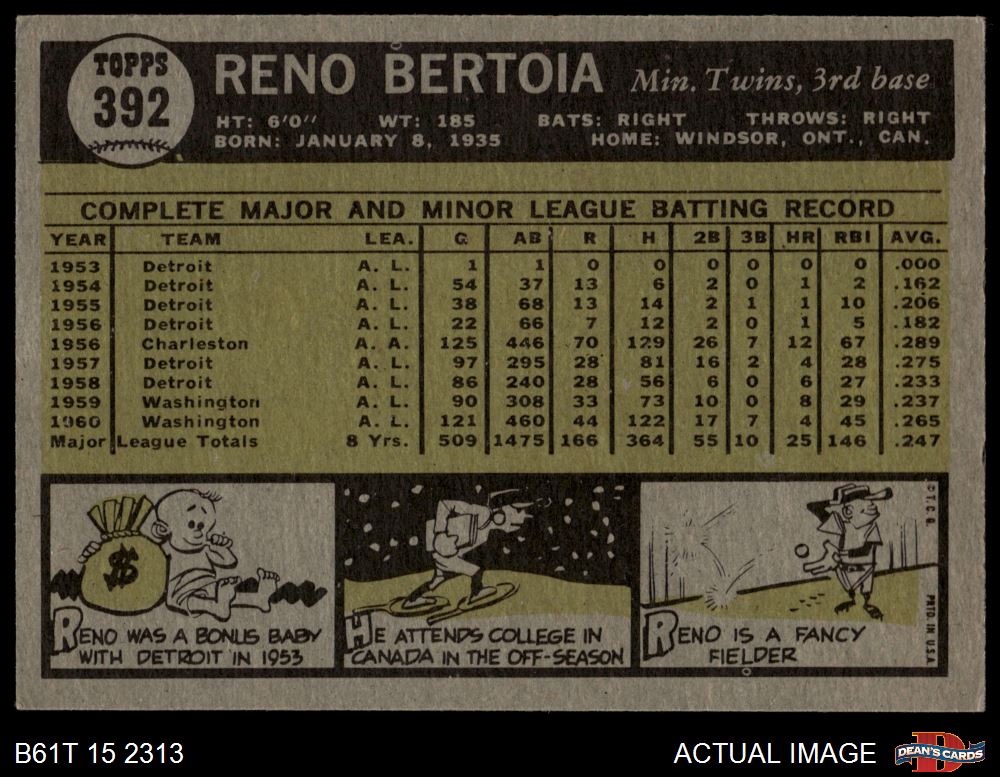 TOPPS
392
RENO BERTOIA Min. Twins, 3rd base
HT: 6'0" WT: 185 BATS: RIGHT THROWS: RIGHT
BORN: JANUARY 8, 1935 HOME: WINDSOR, ONT., CAN.
COMPLETE MAJOR AND MINOR LEAGUE BATTING RECORD
YEAR TEAM LEA. G AB R H 2B 3B HR RBI AVG.
1953 Detroit A. L. 1 1 0 0 0 0 0 0 .000
1954 Detroit A. L. 54 37 13 6 2 0 1 2 .162
1955 Detroit A. L. 38 68 13 14 2 1 1 10 .206
1956 Detroit A. L. 22 66 7 12 2 0 1 5 .182
1956 Charleston A. A. 125 446 70 129 26 7 12 67 .289
1957 Detroit A. L. 97 295 28 81 16 2 4 28 .275
1958 Detroit A. L. 86 240 28 56 6 0 6 27 .233
1959 Washington A. L. 90 308 33 73 10 0 8 29 .237
1960 Washington A. L. 121 460 44 122 17 7 4 45 .265
Major League Totals 8 Yrs. 509 1475 166 364 55 10 25 146 .247
$
RENO WAS A BONUS BABY
WITH DETROIT IN 1953
HE ATTENDS COLLEGE IN
CANADA IN THE OFF-SEASON
RENO IS A FANCY
FIELDER
© T. C. G.
PRTD. IN U.S.A.
B61T 15 2313 ACTUAL IMAGE
D
DEAN'S CARDS